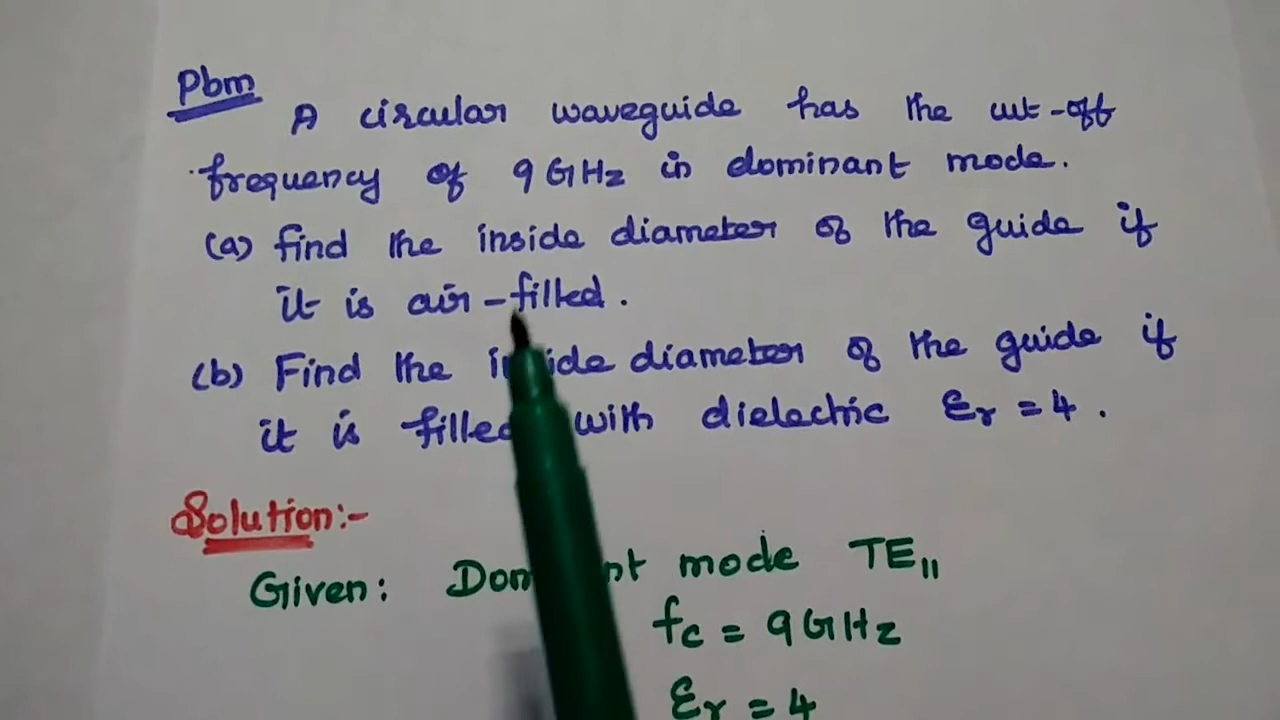 Pbm
A circular waveguide has the cut-off
frequency of 9 GHz in dominant mode.
(a) find the inside diameter of the guide if
it is air-filled.
(b) Find the diameter of the guide if
it is with dielectric εr = 4.
Solution:-
Given: mode TE11
fc = 9 GHz
εr = 4